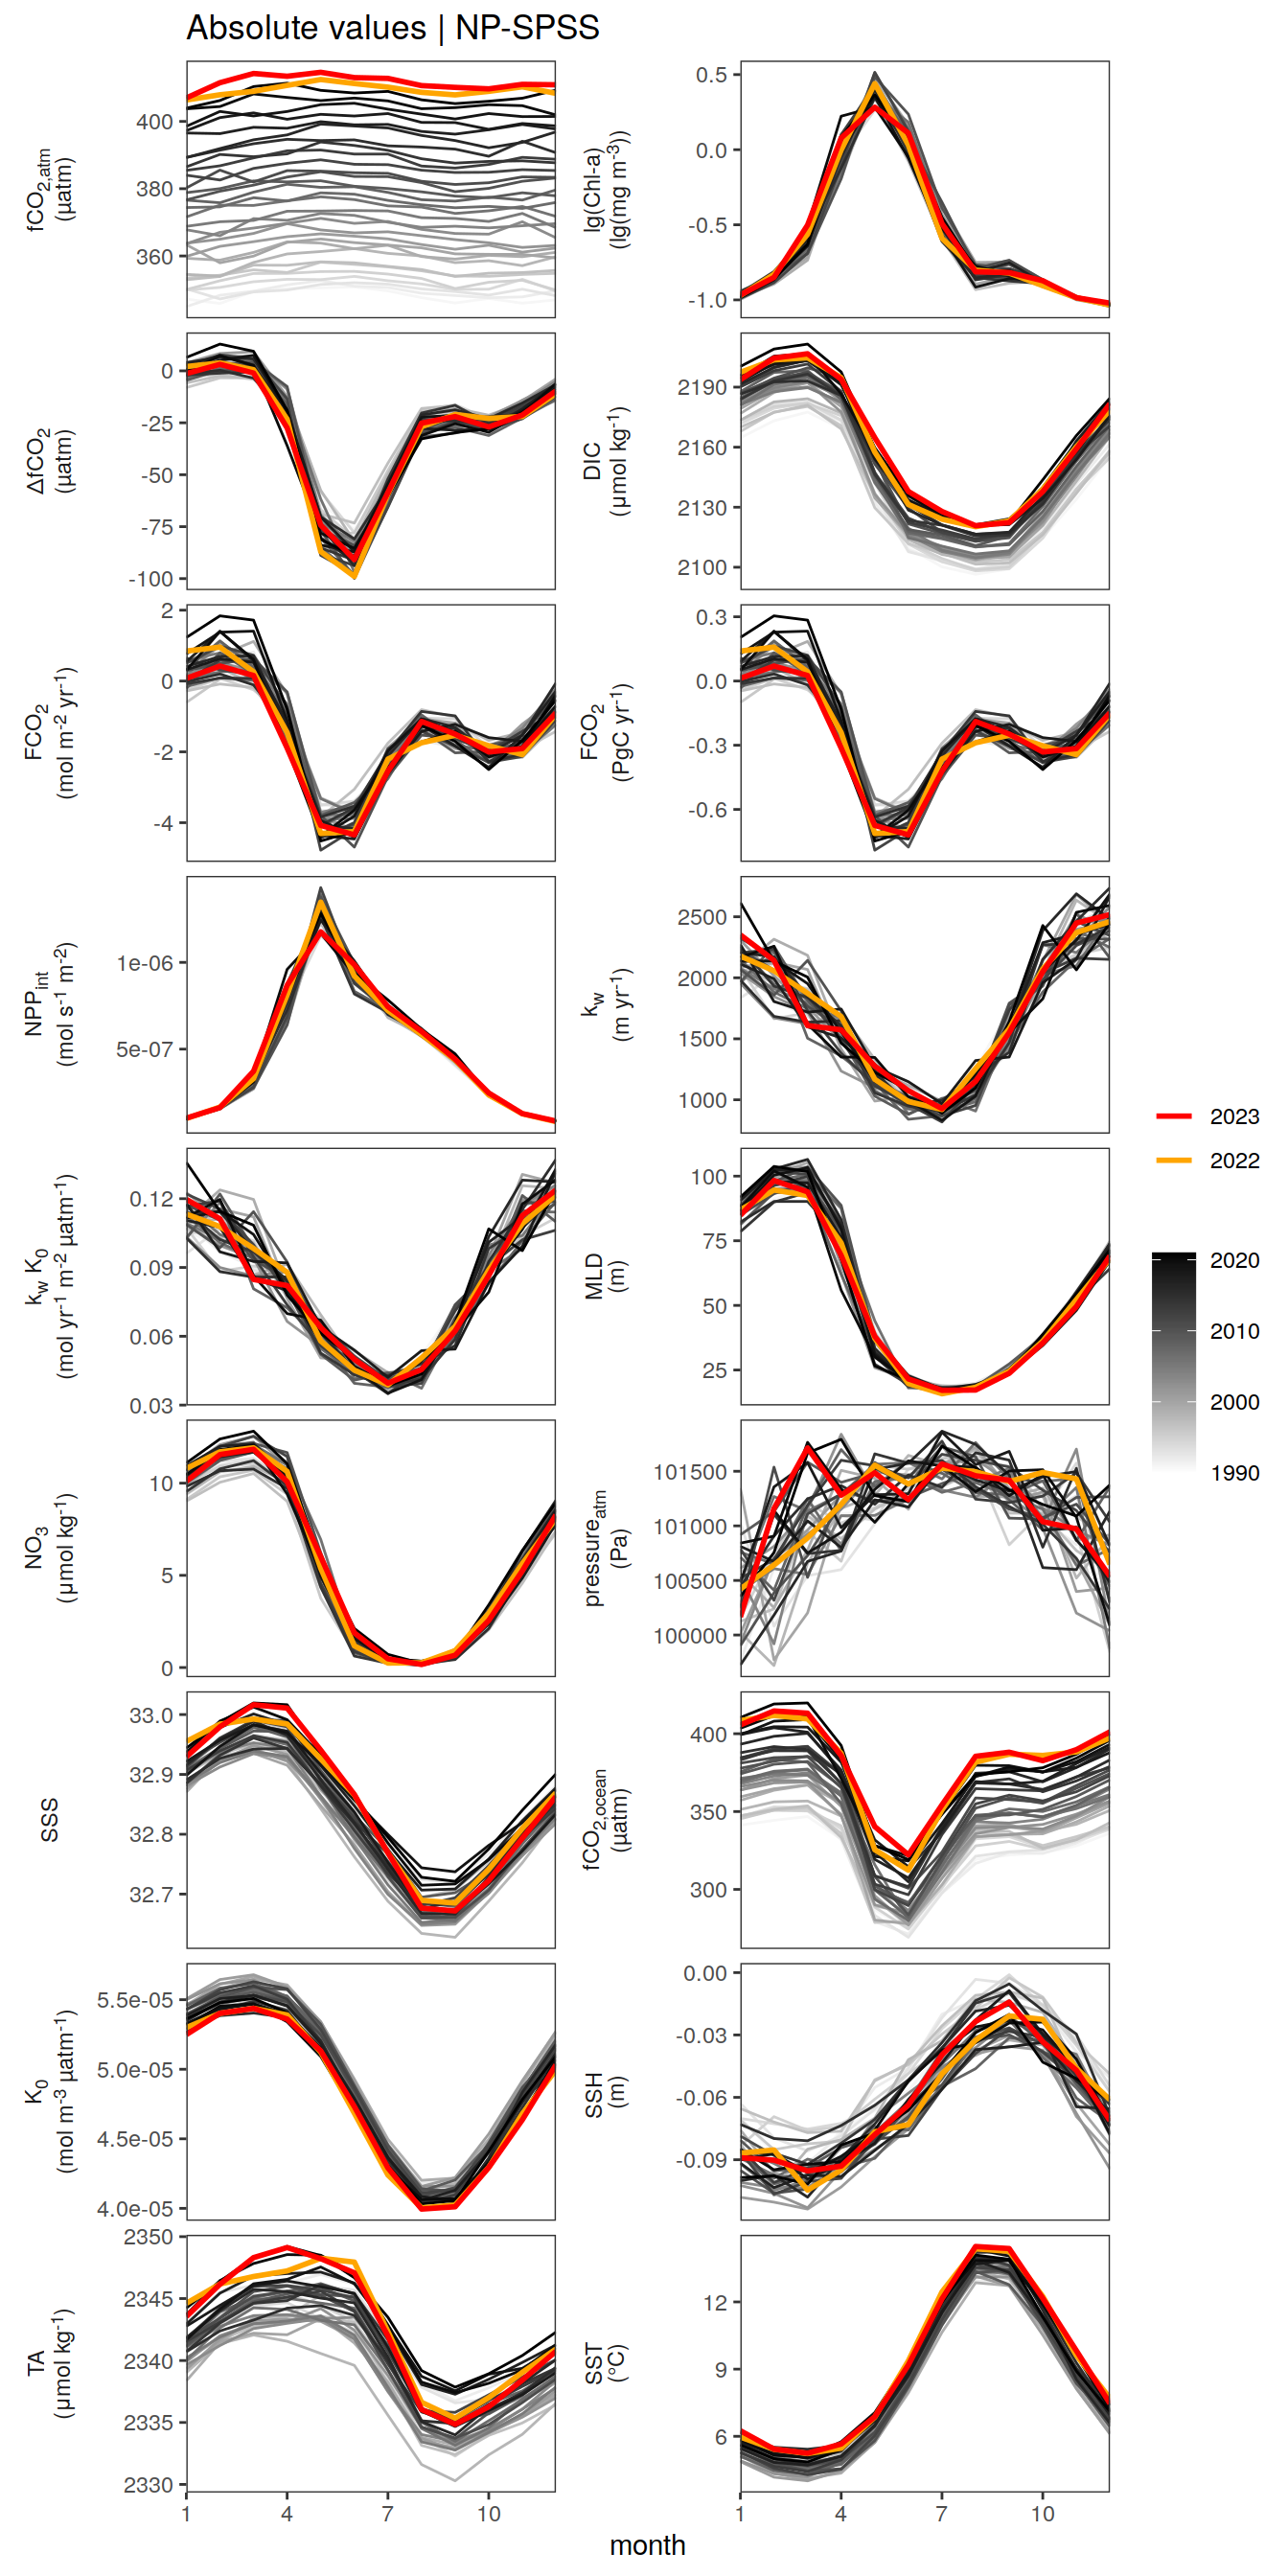 Absolute values | NP-SPSS
fCO2,atm
(µatm)
400
380
360
lg(Chl-a)
(lg(mg m-3))
0.5
0.0
-0.5
-1.0
ΔfCO2
(µatm)
0
-25
-50
-75
-100
DIC
(µmol kg-1)
2190
2160
2130
2100
FCO2
(mol m-2 yr-1)
2
0
-2
-4
FCO2
(PgC yr-1)
0.3
0.0
-0.3
-0.6
NPPint
(mol s-1 m-2)
1e-06
5e-07
kw
(m yr-1)
2500
2000
1500
1000
kw K0
(mol yr-1 m-2 µatm-1)
0.12
0.09
0.06
0.03
MLD
(m)
100
75
50
25
NO3
(µmol kg-1)
10
5
0
pressureatm
(Pa)
101500
101000
100500
100000
SSS
33.0
32.9
32.8
32.7
fCO2,ocean
(µatm)
400
350
300
K0
(mol m-3 µatm-1)
5.5e-05
5.0e-05
4.5e-05
4.0e-05
SSH
(m)
0.00
-0.03
-0.06
-0.09
TA
(µmol kg-1)
2350
2345
2340
2335
2330
SST
(°C)
12
9
6
1 4 7 10
1 4 7 10
month
2023
2022
2020
2010
2000
1990